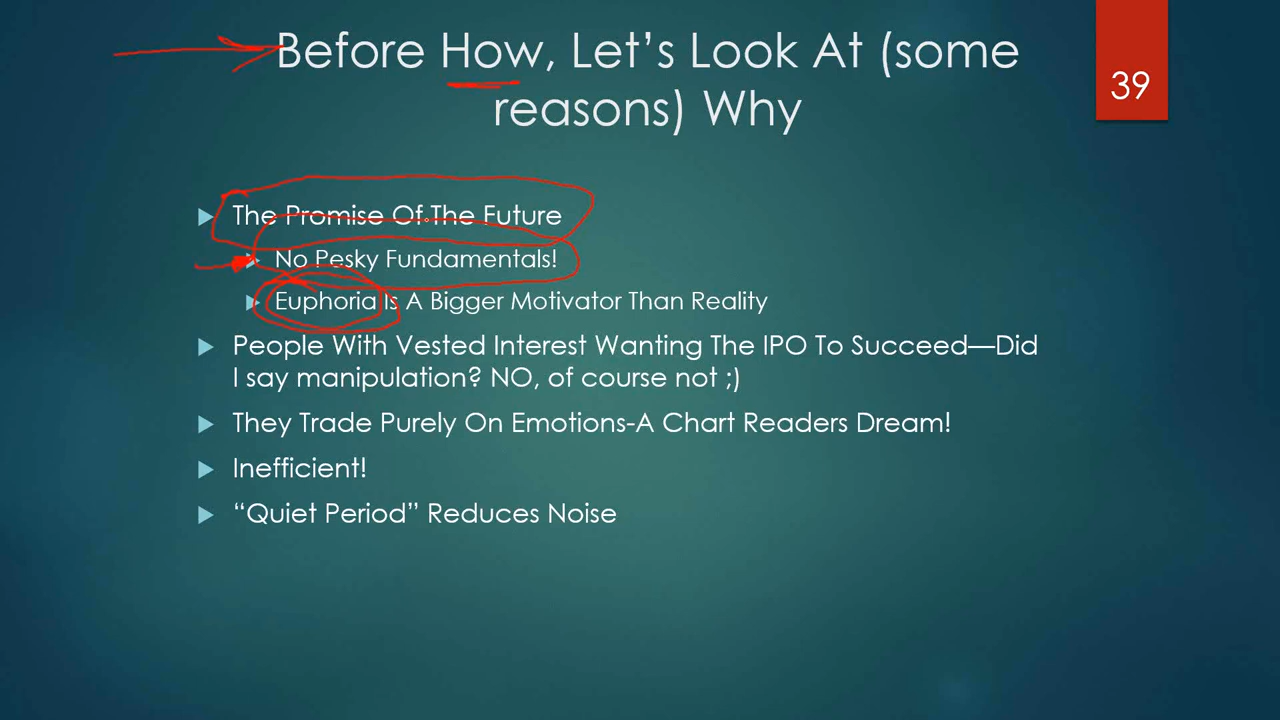 Before How, Let's Look At (some
reasons) Why
39
The Promise Of The Future
No Pesky Fundamentals!
Euphoria Is A Bigger Motivator Than Reality
People With Vested Interest Wanting The IPO To Succeed—Did
I say manipulation? NO, of course not ;)
They Trade Purely On Emotions-A Chart Readers Dream!
Inefficient!
“Quiet Period” Reduces Noise